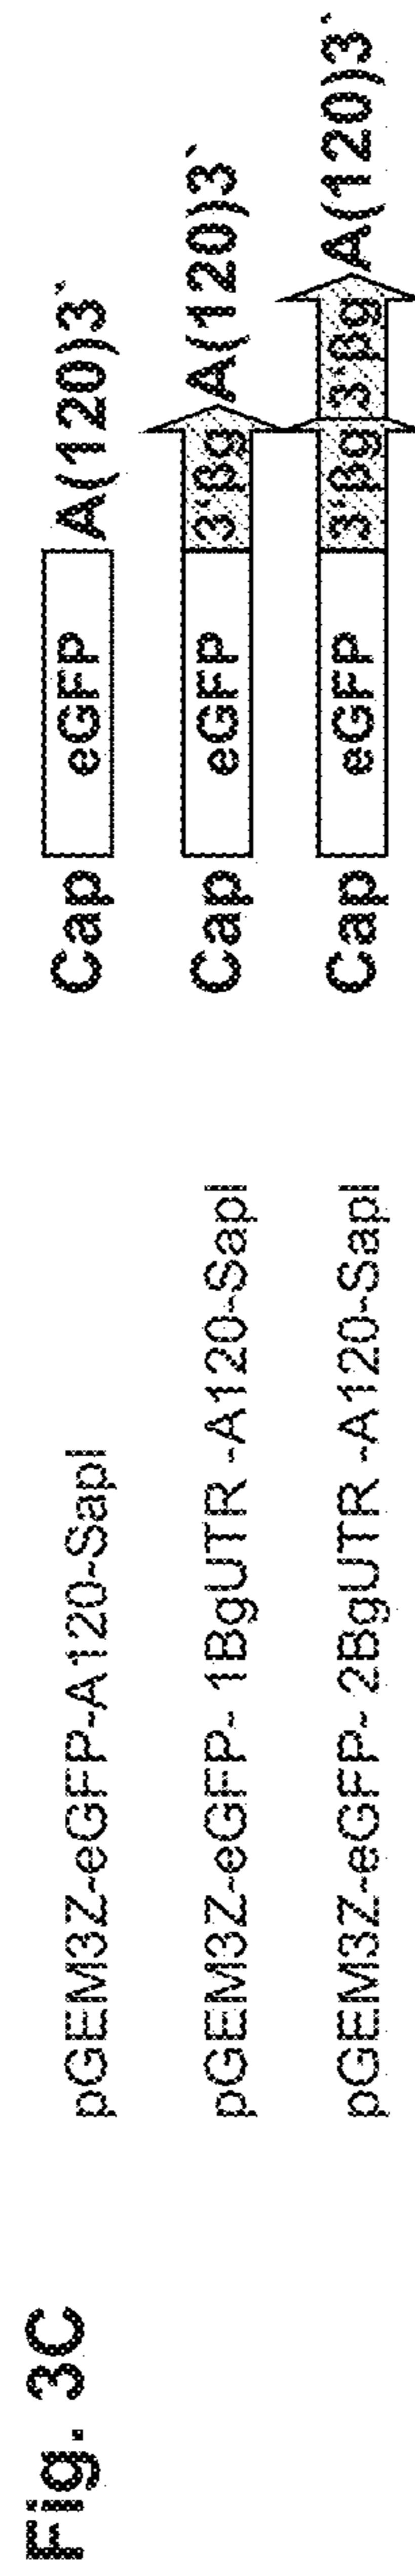 Fig. 3C
pGEM3Z-eGFP-A120-SapI Cap eGFP A(120)3`
pGEM3Z-eGFP- 1BgUTR -A120-SapI Cap eGFP 3'βg A(120)3`
pGEM3Z-eGFP- 2BgUTR -A120-SapI Cap eGFP 3'βg 3'βg A(120)3`